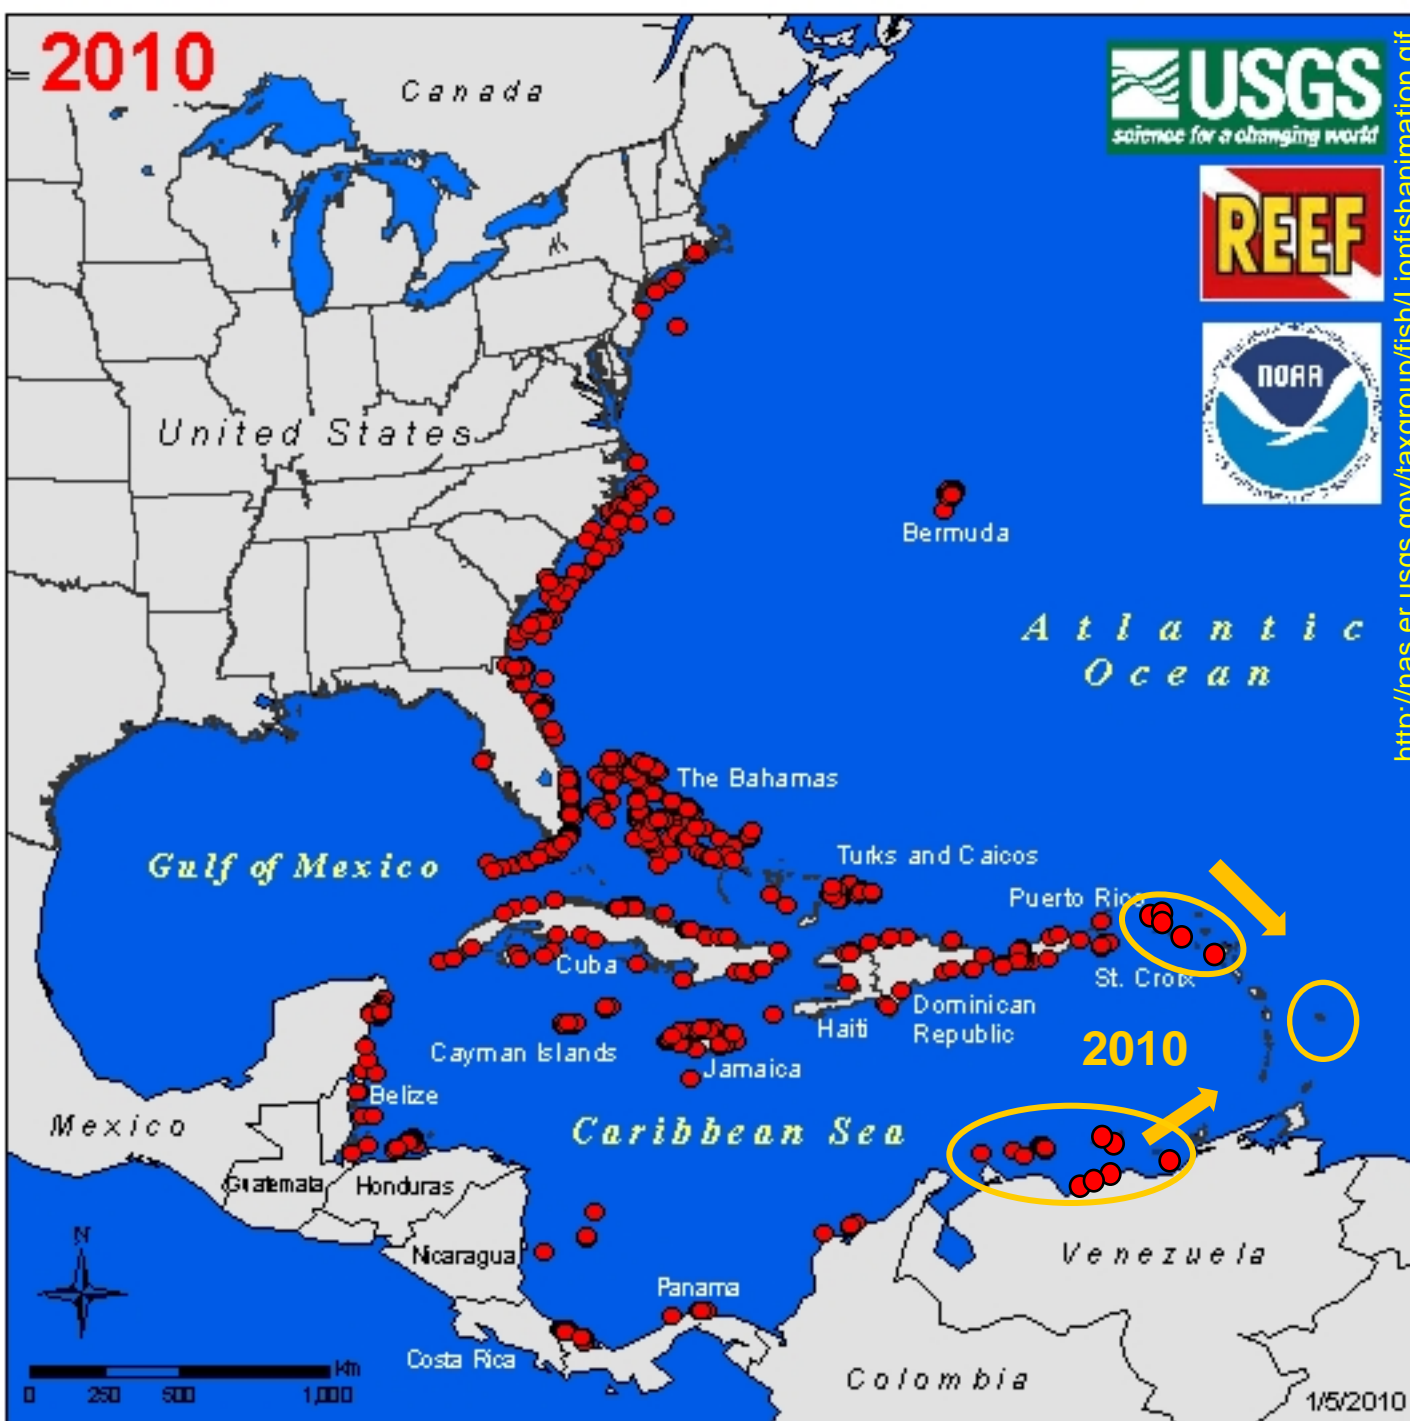 2010
Canada
USGS
science for a changing world
REEF
NOAA
http://nas.er.usgs.gov/taxgroup/fish/Lionfishanimation.gif
United States
Bermuda
Atlantic
Ocean
The Bahamas
Gulf of Mexico
Turks and Caicos
Puerto Rico
Cuba
St. Croix
Haiti
Dominican
Republic
Cayman Islands
Jamaica
2010
Belize
Mexico
Caribbean Sea
Guatemala
Honduras
N
Nicaragua
Venezuela
Panama
Costa Rica
Colombia
km
0 250 500 1,000
1/5/2010